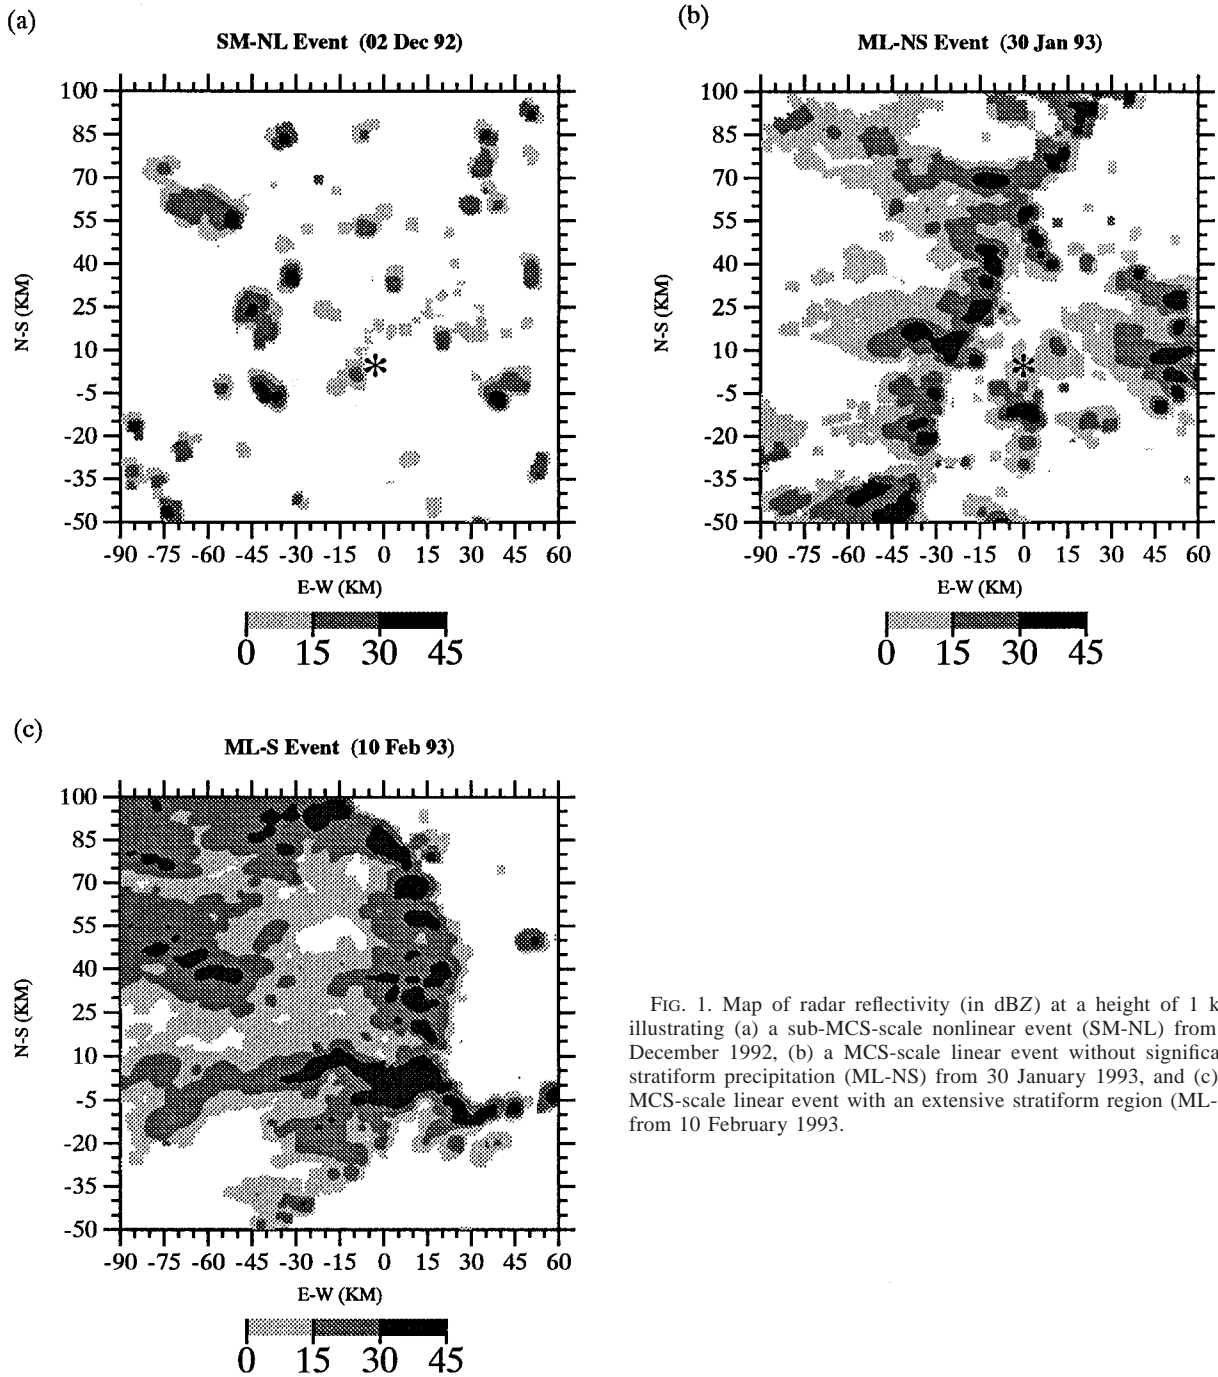 (a)
SM-NL Event (02 Dec 92)
100
85
70
55
40
25
10
-5
-20
-35
-50
N-S (KM)
-90 -75 -60 -45 -30 -15 0 15 30 45 60
E-W (KM)
0 15 30 45
(b)
ML-NS Event (30 Jan 93)
100
85
70
55
40
25
10
-5
-20
-35
-50
N-S (KM)
-90 -75 -60 -45 -30 -15 0 15 30 45 60
E-W (KM)
0 15 30 45
(c)
ML-S Event (10 Feb 93)
100
85
70
55
40
25
10
-5
-20
-35
-50
N-S (KM)
-90 -75 -60 -45 -30 -15 0 15 30 45 60
E-W (KM)
0 15 30 45
FIG. 1. Map of radar reflectivity (in dBZ) at a height of 1 k
illustrating (a) a sub-MCS-scale nonlinear event (SM-NL) from
December 1992, (b) a MCS-scale linear event without significa
stratiform precipitation (ML-NS) from 30 January 1993, and (c)
MCS-scale linear event with an extensive stratiform region (ML-
from 10 February 1993.